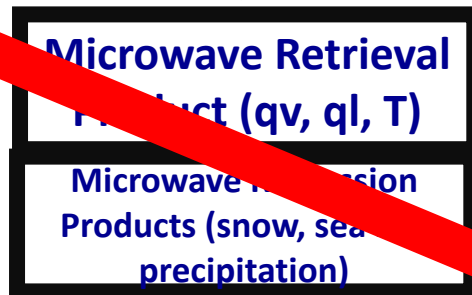 Microwave Retrieval
(qv, ql, T)
Microwave
Products (snow, sea
precipitation)